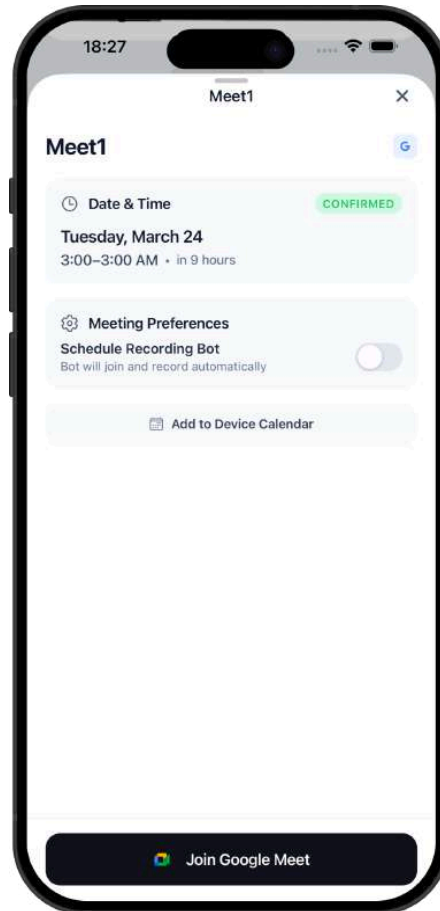 18:27
Meet1
Meet1
G
Date & Time
CONFIRMED
Tuesday, March 24
3:00–3:00 AM • in 9 hours
Meeting Preferences
Schedule Recording Bot
Bot will join and record automatically
Add to Device Calendar
Join Google Meet